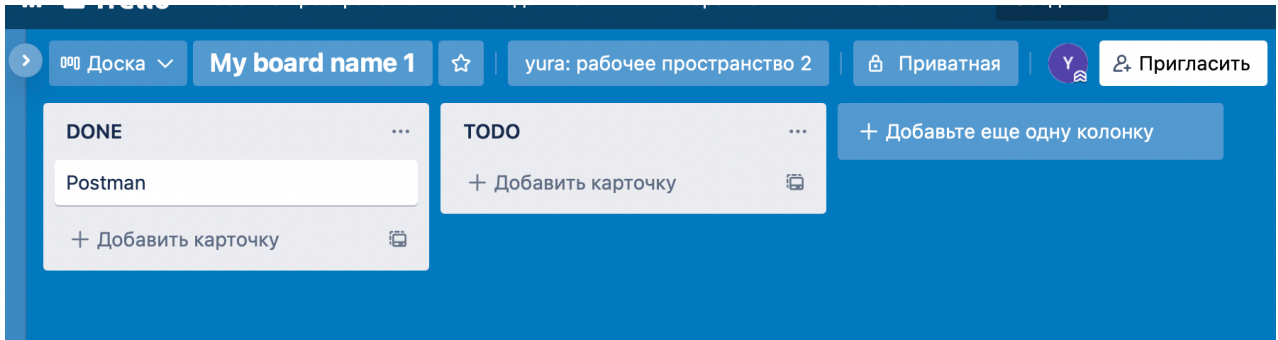 Trello
Доска My board name 1 yura: рабочее пространство 2 Приватная Y Пригласить
DONE
Postman
+ Добавить карточку
TODO
+ Добавить карточку
+ Добавьте еще одну колонку